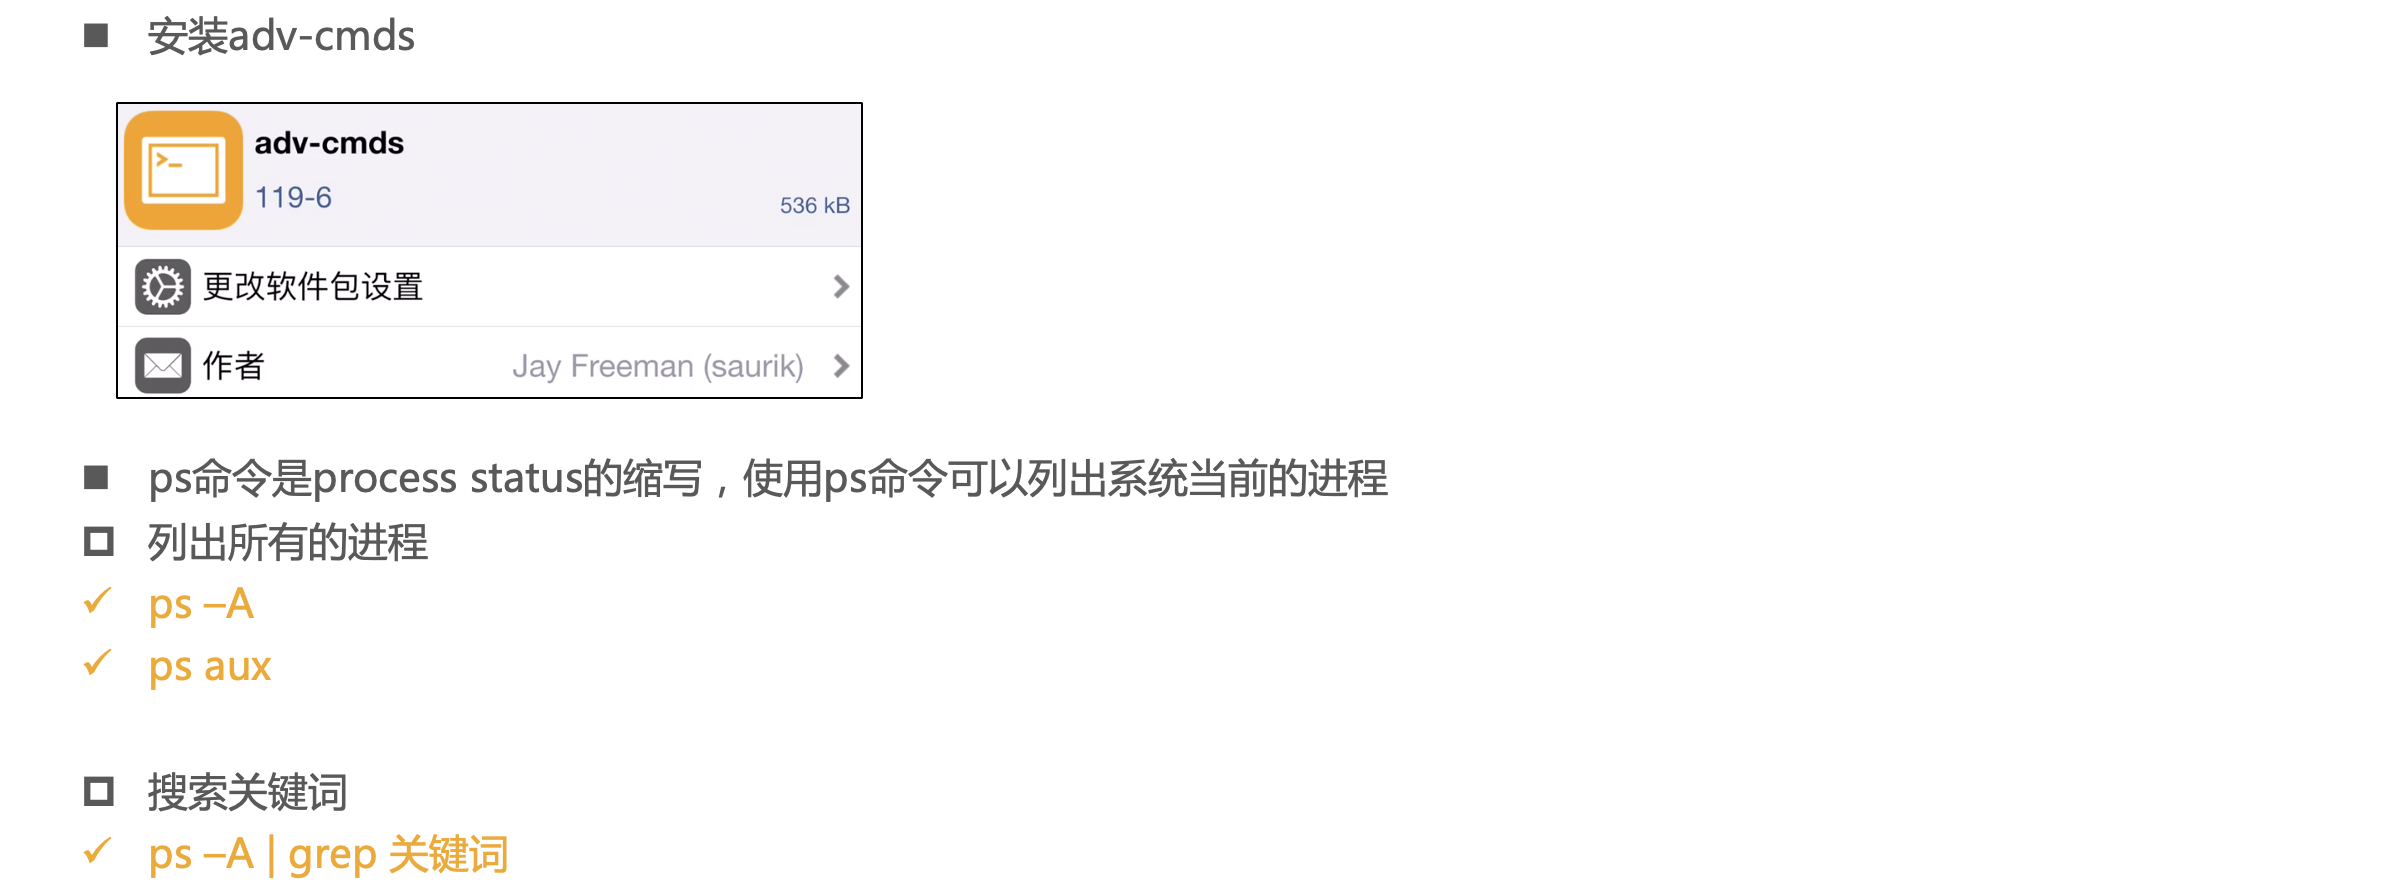 安装adv-cmds
adv-cmds
119-6
536 kB
更改软件包设置
作者 Jay Freeman (saurik)
ps命令是process status的缩写，使用ps命令可以列出系统当前的进程
列出所有的进程
ps –A
ps aux
搜索关键词
ps –A | grep 关键词